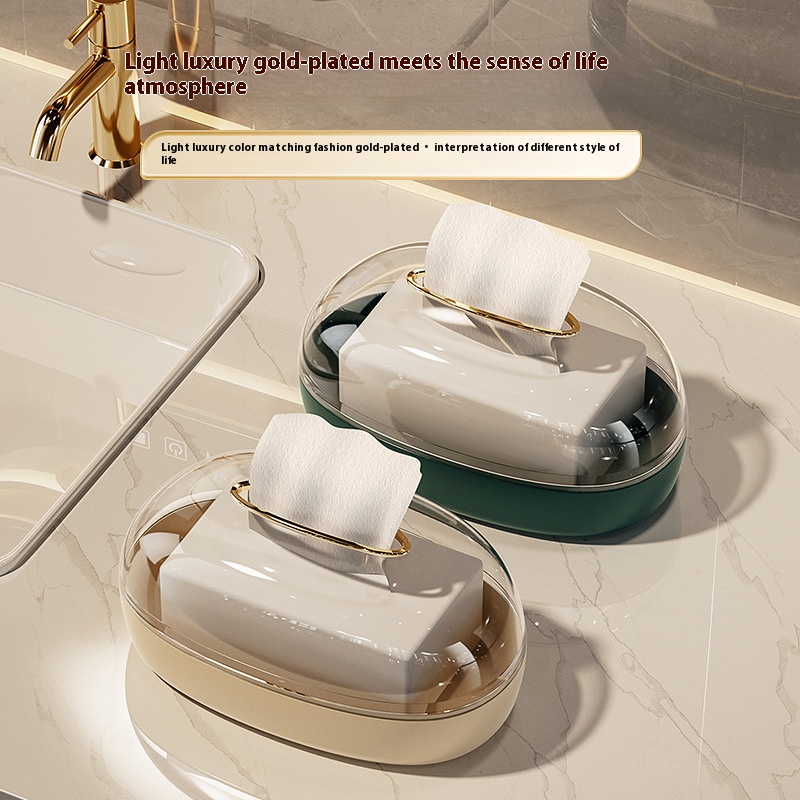 Light luxury gold-plated meets the sense of life
atmosphere
Light luxury color matching fashion gold-plated • interpretation of different style of
life